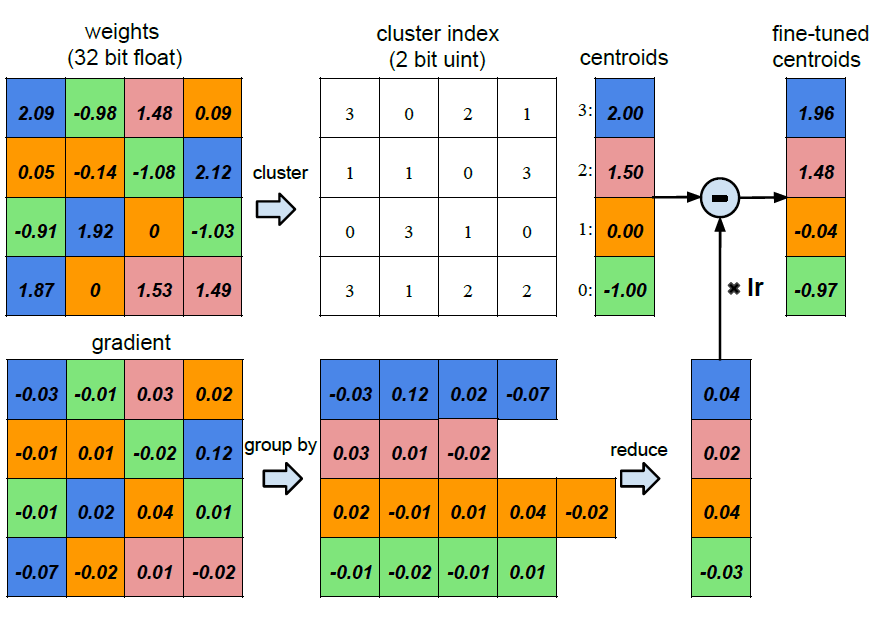 weights
(32 bit float)
cluster index
(2 bit uint)
centroids
fine-tuned
centroids
2.09 -0.98 1.48 0.09
0.05 -0.14 -1.08 2.12
-0.91 1.92 0 -1.03
1.87 0 1.53 1.49
cluster
3 0 2 1
1 1 0 3
0 3 1 0
3 1 2 2
3: 2.00
2: 1.50
1: 0.00
0: -1.00
1.96
1.48
-0.04
-0.97
× lr
gradient
-0.03 -0.01 0.03 0.02
-0.01 0.01 -0.02 0.12
-0.01 0.02 0.04 0.01
-0.07 -0.02 0.01 -0.02
group by
-0.03 0.12 0.02 -0.07
0.03 0.01 -0.02
0.02 -0.01 0.01 0.04 -0.02
-0.01 -0.02 -0.01 0.01
reduce
0.04
0.02
0.04
-0.03